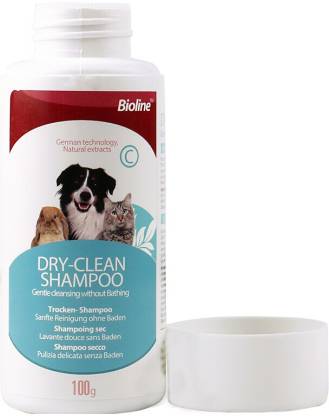 Bioline
German technology,
Natural extracts
C
DRY-CLEAN
SHAMPOO
Gentle cleansing without Bathing
Trocken- Shampoo
Sanfte Reinigung ohne Baden
Shampoing sec
Lavante douce sans Baden
Shampoo secco
Pulizia delicata senza Baden
100g